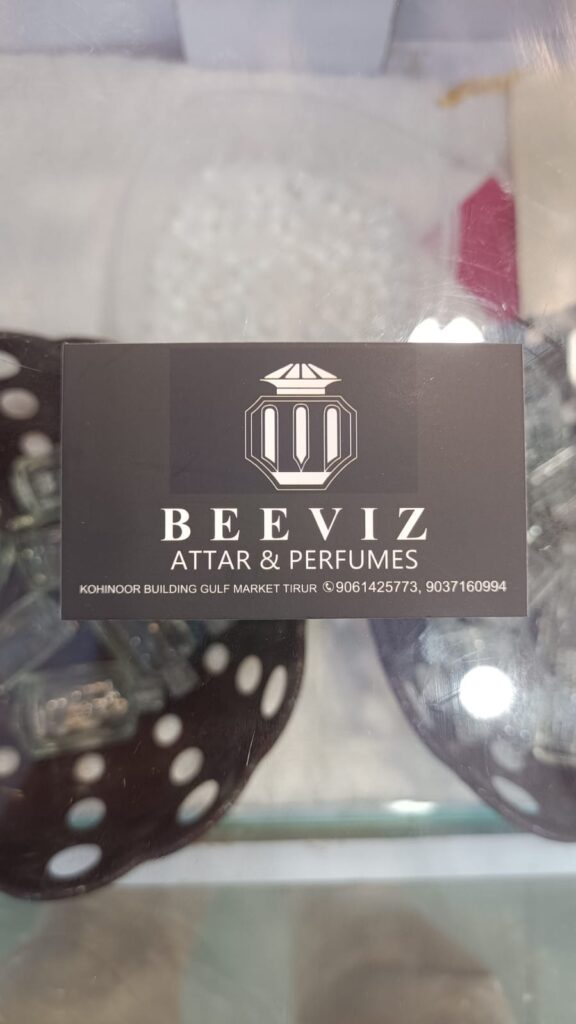 BEEVIZ
ATTAR & PERFUMES
KOHINOOR BUILDING GULF MARKET TIRUR 9061425773, 9037160994